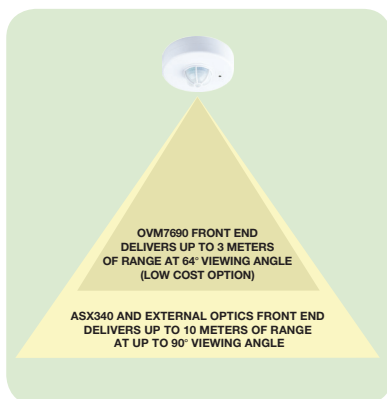 OVM7690 FRONT END
DELIVERS UP TO 3 METERS
OF RANGE AT 64° VIEWING ANGLE
(LOW COST OPTION)
ASX340 AND EXTERNAL OPTICS FRONT END
DELIVERS UP TO 10 METERS OF RANGE
AT UP TO 90° VIEWING ANGLE